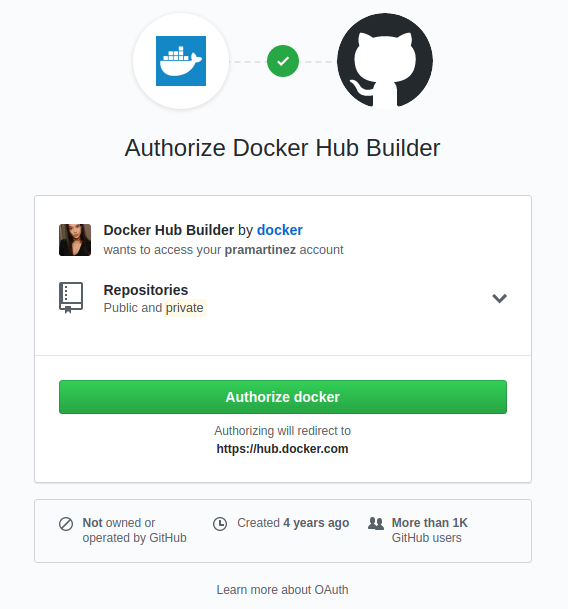 Authorize Docker Hub Builder
Docker Hub Builder by docker
wants to access your pramartinez account
Repositories
Public and private
Authorize docker
Authorizing will redirect to
https://hub.docker.com
Not owned or
operated by GitHub
Created 4 years ago
More than 1K
GitHub users
Learn more about OAuth